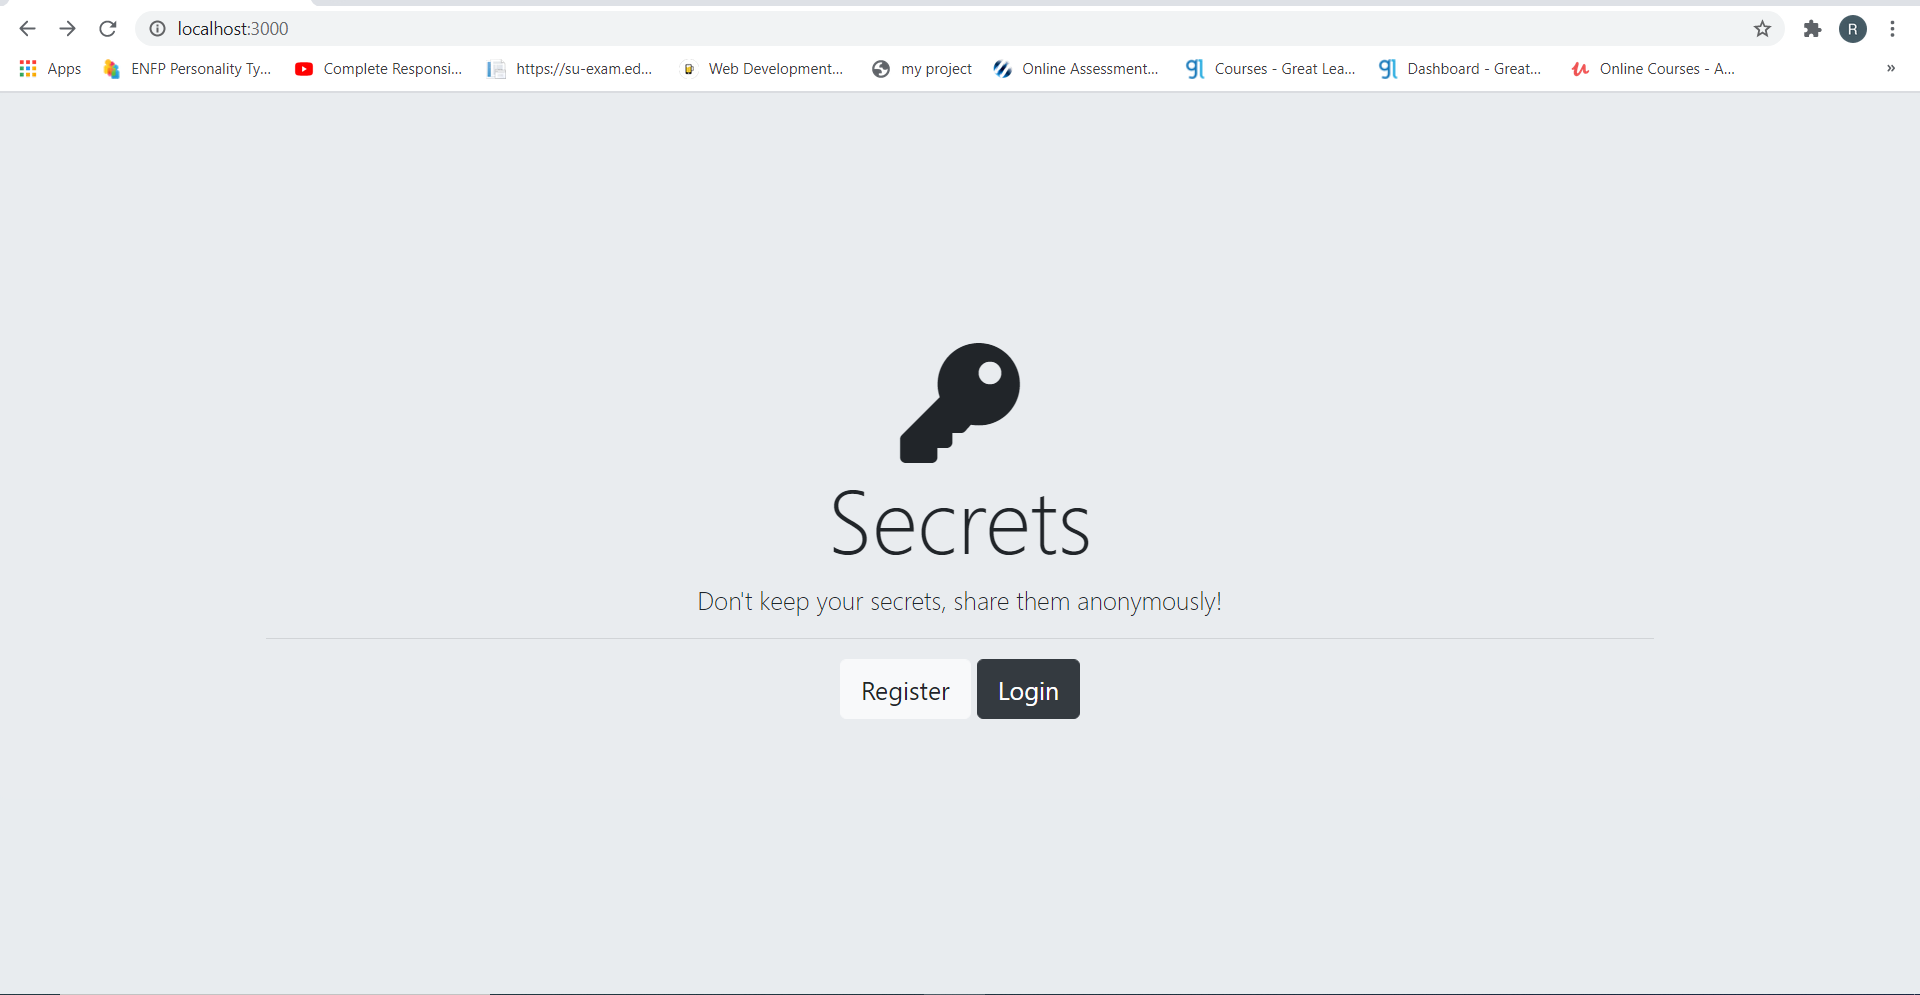 localhost:3000
R
Apps ENFP Personality Ty... Complete Responsi... https://su-exam.ed... Web Development... my project Online Assessment... Courses - Great Lea... Dashboard - Great... Online Courses - A... »
Secrets
Don't keep your secrets, share them anonymously!
Register Login